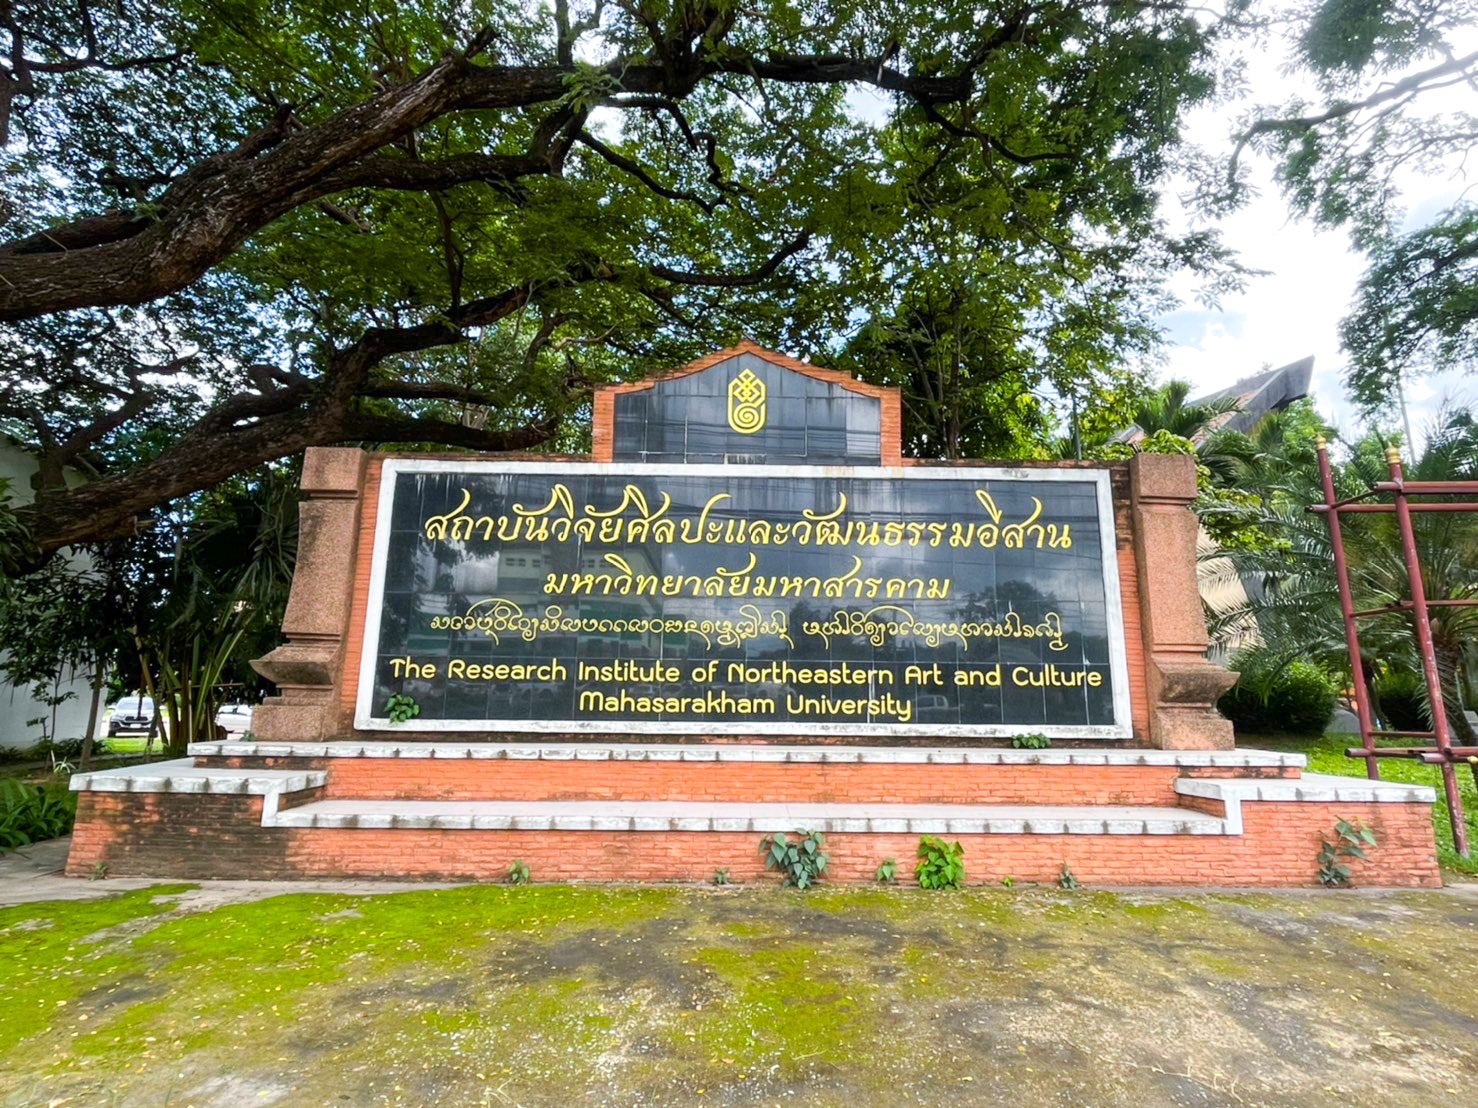 สถาบันวิจัยศิลปะและวัฒนธรรมอีสาน
มหาวิทยาลัยมหาสารคาม
The Research Institute of Northeastern Art and Culture
Mahasarakham University